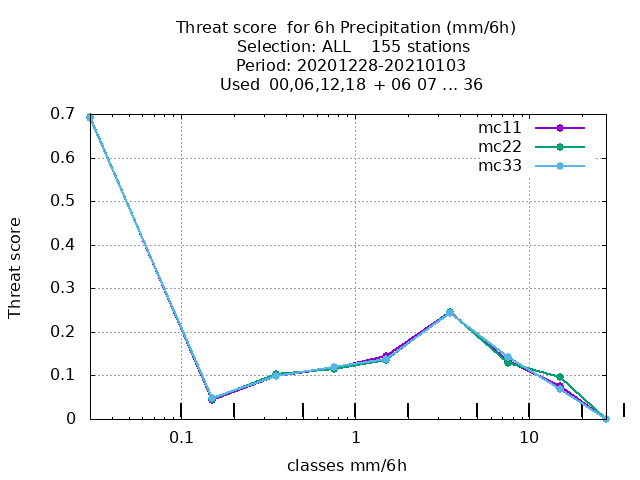 Threat score  for 6h Precipitation (mm/6h)
Selection: ALL    155 stations
Period: 20201228-20210103
Used 00,06,12,18 + 06 07 ... 36
mc11
mc22
mc33
Threat score
0.7
0.6
0.5
0.4
0.3
0.2
0.1
0
0.1 1 10
classes mm/6h